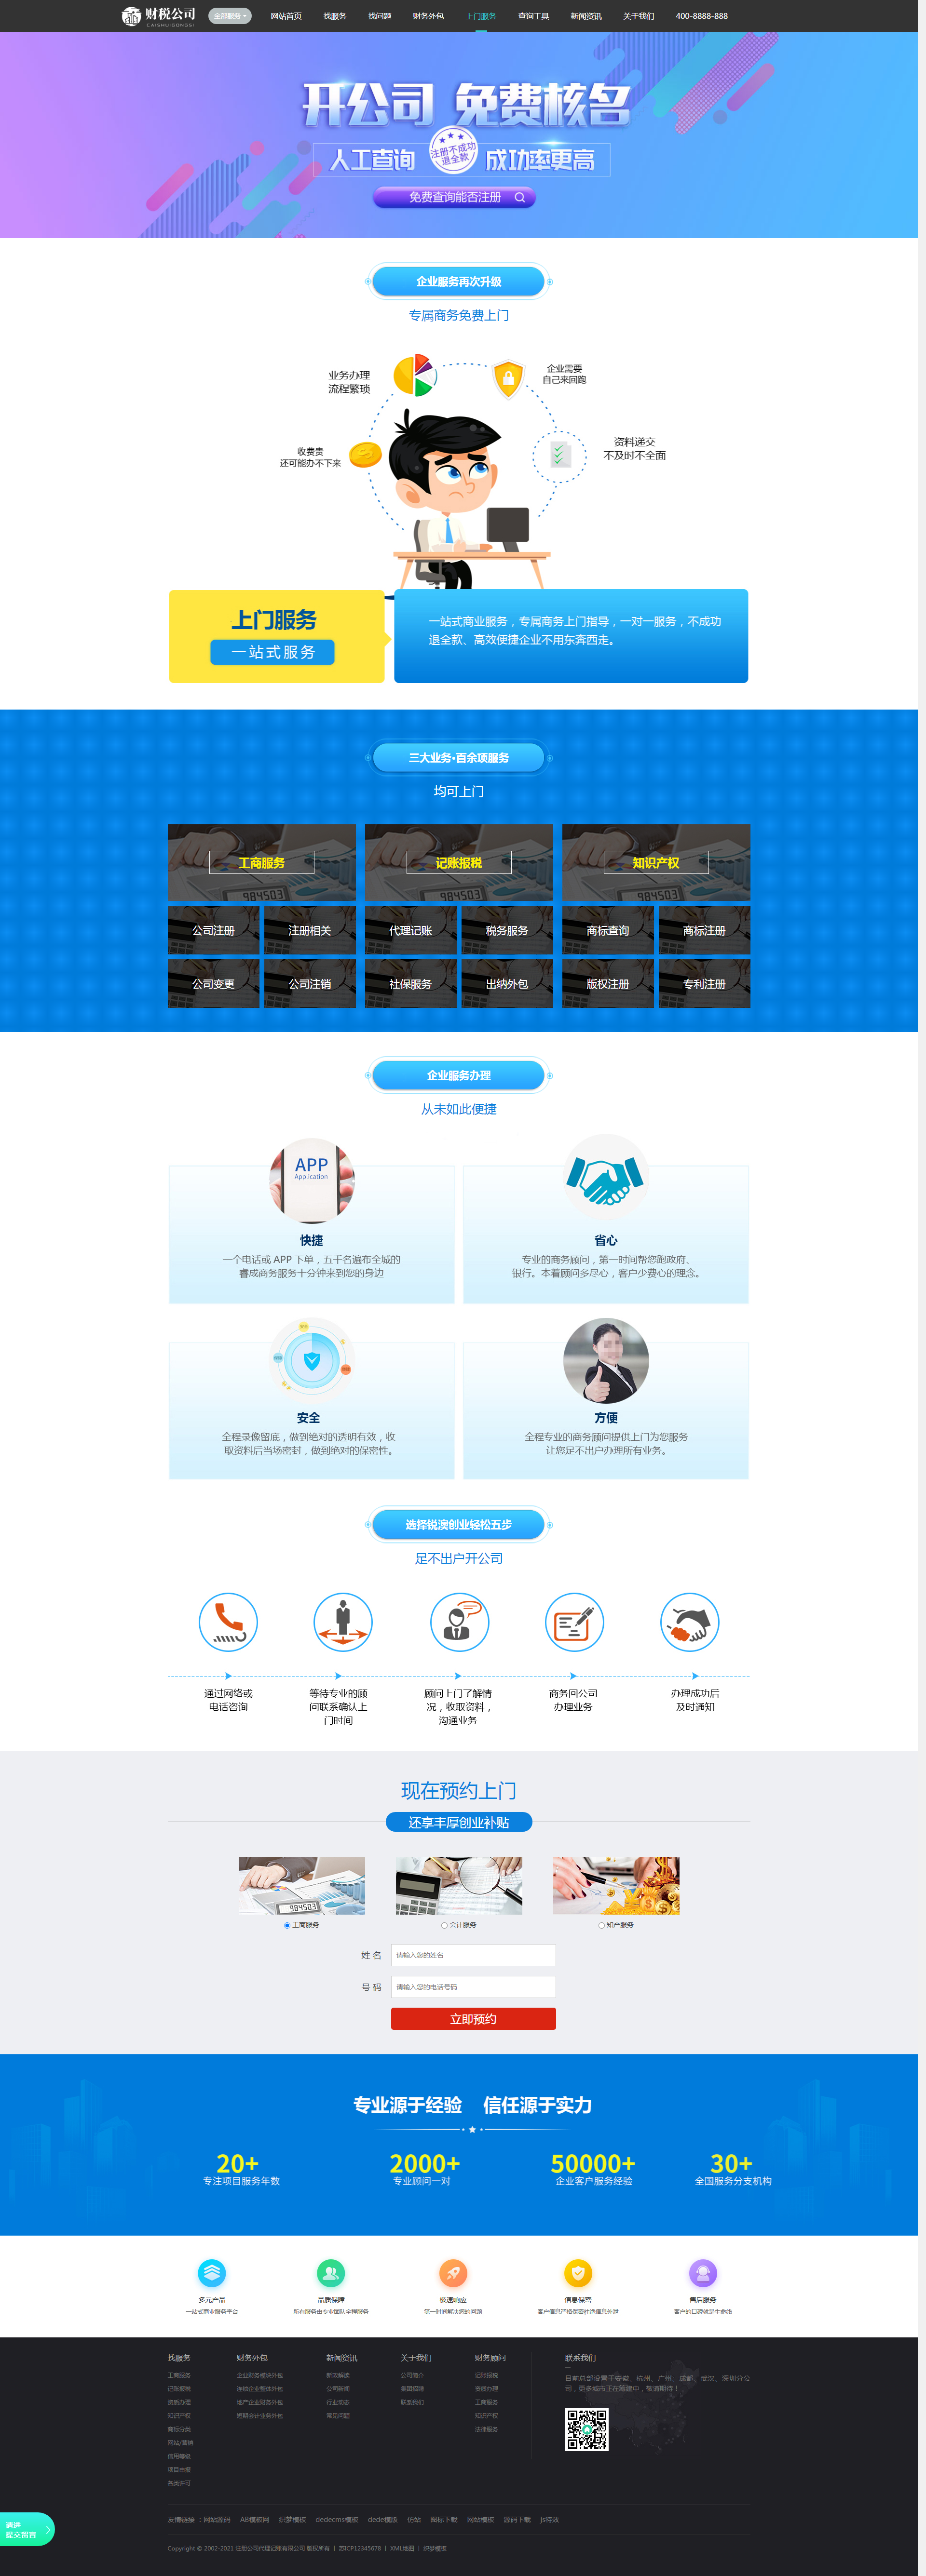 财税公司
CAISHUIGONGSI
全部服务
网站首页 找服务 找问题 财务外包 上门服务 查询工具 新闻资讯 关于我们 400-8888-888
开公司 免费核名
人工查询 注册不成功 成功率更高
退全款
免费查询能否注册
企业服务再次升级
专属商务免费上门
业务办理
流程繁琐
企业需要
自己来回跑
收费贵
还可能办不下来
资料递交
不及时不全面
上门服务
一站式服务
一站式商业服务，专属商务上门指导，一对一服务，不成功
退全款、高效便捷企业不用东奔西走。
三大业务·百余项服务
均可上门
工商服务 记账报税 知识产权
公司注册 注册相关 代理记账 税务服务 商标查询 商标注册
公司变更 公司注销 社保服务 出纳外包 版权注册 专利注册
企业服务办理
从未如此便捷
APP
Application
快捷
一个电话或 APP 下单，五千名遍布全城的
睿成商务服务十分钟来到您的身边
省心
专业的商务顾问，第一时间帮您跑政府、
银行。本着顾问多尽心，客户少费心的理念。
安全
全程录像留底，做到绝对的透明有效，收
取资料后当场密封，做到绝对的保密性。
方便
全程专业的商务顾问提供上门为您服务
让您足不出户办理所有业务。
选择锐澳创业轻松五步
足不出户开公司
通过网络或
电话咨询
等待专业的顾
问联系确认上
门时间
顾问上门了解情
况，收取资料，
沟通业务
商务回公司
办理业务
办理成功后
及时通知
现在预约上门
还享丰厚创业补贴
984503
工商服务 会计服务 知产服务
姓 名 请输入您的姓名
号 码 请输入您的电话号码
立即预约
专业源于经验 信任源于实力
20+ 2000+ 50000+ 30+
专注项目服务年数 专业顾问一对 企业客户服务经验 全国服务分支机构
多元产品 品质保障 极速响应 信息保密 售后服务
一站式商业服务平台 所有服务由专业团队全程服务 第一时间解决您的问题 客户信息严格保密杜绝信息外泄 客户的口碑就是生命线
找服务
工商服务
记账报税
资质办理
知识产权
商标分类
网站/营销
信用修复
项目申报
各类许可
财务外包
企业财务模块外包
连锁企业整体外包
地产企业财务外包
短期会计业务外包
新闻资讯
新政解读
公司新闻
行业动态
常见问题
关于我们
公司简介
集团招聘
联系我们
财务顾问
记账报税
资质办理
工商服务
知识产权
法律服务
联系我们
目前总部设置于安徽、杭州、广州、成都、武汉、深圳分公
司，更多城市正在筹建中，敬请期待！
请您
提交留言
友情链接 ： 网站源码 AB模板网 织梦模板 dedecms模板 dede模板 仿站 图标下载 网站模板 源码下载 js特效
Copyright © 2002-2021 注册公司代理记账有限公司 版权所有 | 苏ICP12345678 | XML地图 | 织梦模板